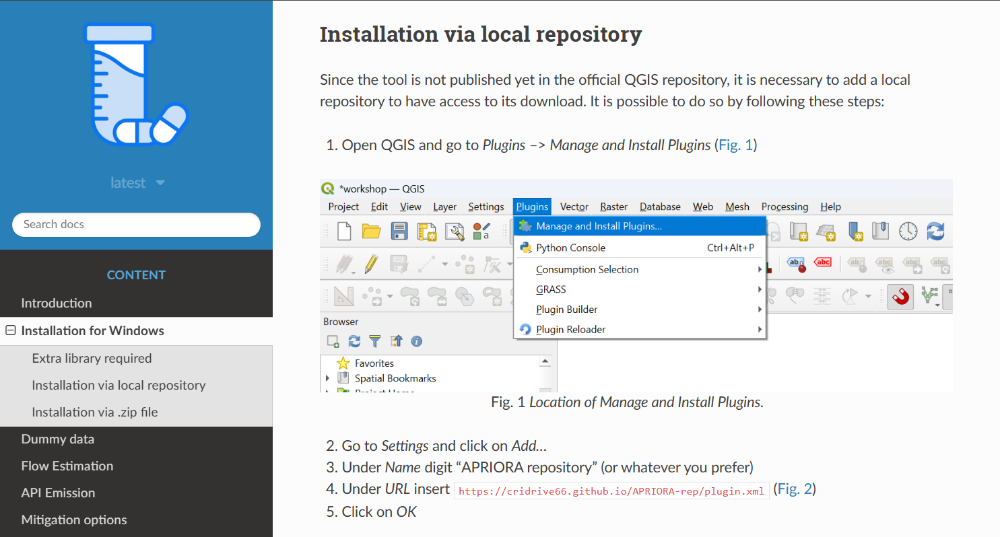 latest
Search docs
CONTENT
Introduction
Installation for Windows
Extra library required
Installation via local repository
Installation via .zip file
Dummy data
Flow Estimation
API Emission
Mitigation options
Installation via local repository
Since the tool is not published yet in the official QGIS repository, it is necessary to add a local
repository to have access to its download. It is possible to do so by following these steps:
1. Open QGIS and go to Plugins –> Manage and Install Plugins (Fig. 1)
*workshop — QGIS
Project Edit View Layer Settings Plugins Vector Raster Database Web Mesh Processing Help
Manage and Install Plugins...
Python Console Ctrl+Alt+P
Consumption Selection
GRASS
Plugin Builder
Plugin Reloader
a
ab abc abc abc abc abc
Browser
Favorites
Spatial Bookmarks
Project Home
Fig. 1 Location of Manage and Install Plugins.
2. Go to Settings and click on Add...
3. Under Name digit “APRIORA repository” (or whatever you prefer)
4. Under URL insert https://cridrive66.github.io/APRIORA-rep/plugin.xml (Fig. 2)
5. Click on OK